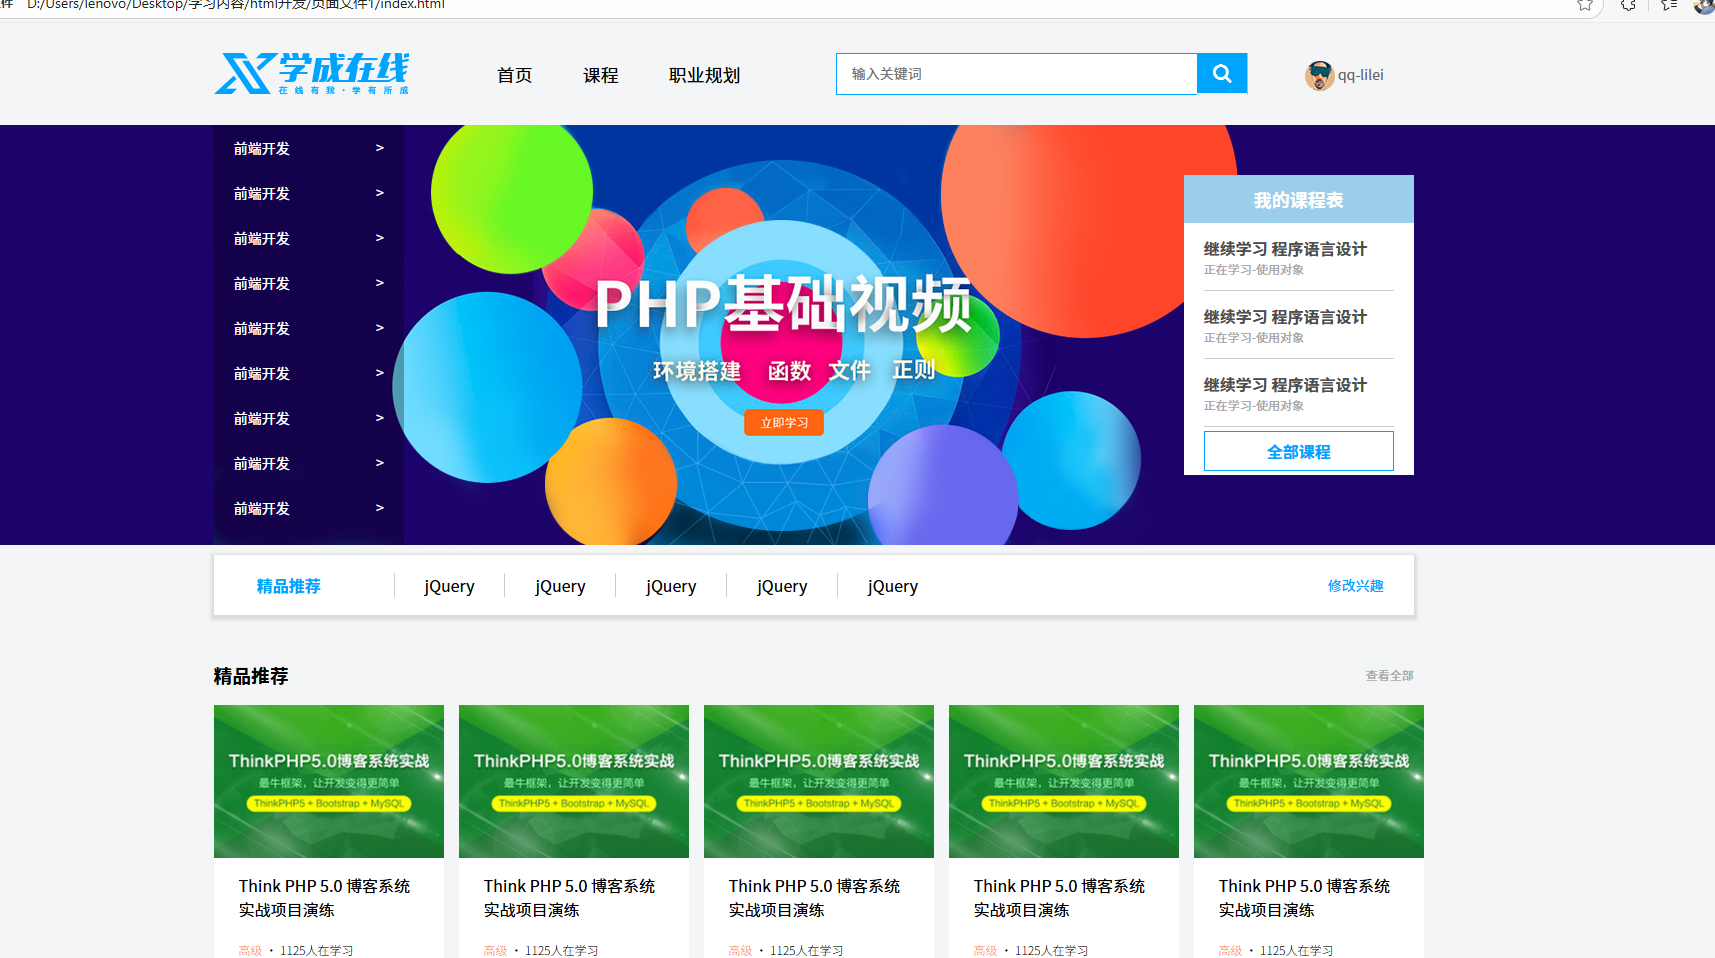 D:/Users/lenovo/Desktop/学习内容/html开发/页面文件1/index.html
学成在线
在线有我·学有所成
首页 课程 职业规划
输入关键词
qq-lilei
前端开发 >
前端开发 >
前端开发 >
前端开发 >
前端开发 >
前端开发 >
前端开发 >
前端开发 >
前端开发 >
PHP基础视频
环境搭建 函数 文件 正则
立即学习
我的课程表
继续学习 程序语言设计
正在学习-使用对象
继续学习 程序语言设计
正在学习-使用对象
继续学习 程序语言设计
正在学习-使用对象
全部课程
精品推荐 jQuery jQuery jQuery jQuery jQuery 修改兴趣
精品推荐 查看全部
ThinkPHP5.0博客系统实战
最牛框架，让开发变得更简单
ThinkPHP5 + Bootstrap + MySQL
Think PHP 5.0 博客系统
实战项目演练
高级 · 1125人在学习
ThinkPHP5.0博客系统实战
最牛框架，让开发变得更简单
ThinkPHP5 + Bootstrap + MySQL
Think PHP 5.0 博客系统
实战项目演练
高级 · 1125人在学习
ThinkPHP5.0博客系统实战
最牛框架，让开发变得更简单
ThinkPHP5 + Bootstrap + MySQL
Think PHP 5.0 博客系统
实战项目演练
高级 · 1125人在学习
ThinkPHP5.0博客系统实战
最牛框架，让开发变得更简单
ThinkPHP5 + Bootstrap + MySQL
Think PHP 5.0 博客系统
实战项目演练
高级 · 1125人在学习
ThinkPHP5.0博客系统实战
最牛框架，让开发变得更简单
ThinkPHP5 + Bootstrap + MySQL
Think PHP 5.0 博客系统
实战项目演练
高级 · 1125人在学习